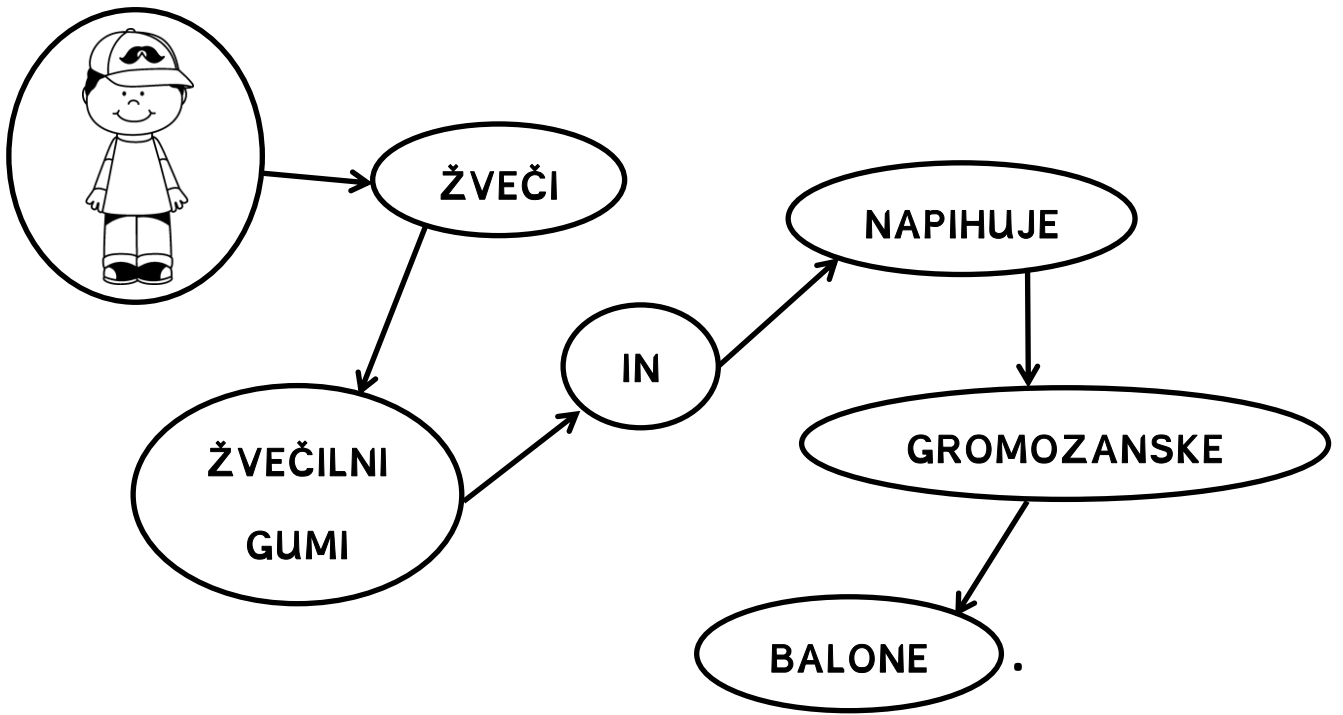 ŽVEČI
ŽVEČILNI
GUMI
IN
NAPIHUJE
GROMOZANSKE
BALONE.